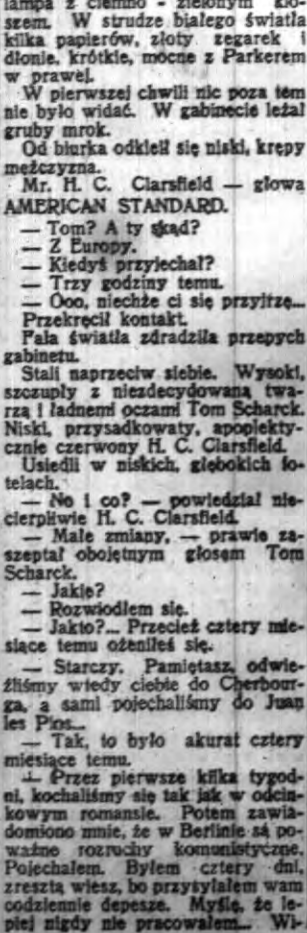 lampa z ciemno - zielonym klo-
szem. W strudze białego światła
kilka papierów, złoty zegarek i
dłonie, krótkie, mocne z Parkerem
w prawej.
W pierwszej chwili nic poza tem
nie było widać. W gabinecie leżał
gruby mrok.
Od biurka odkleił się niski, krępy
mężczyzna.
Mr. H. C. Clarsfield — głowa
AMERICAN STANDARD.
— Tom? A ty skąd?
— Z Europy.
— Kiedyś przyjechał?
— Trzy godziny temu.
— Ooo, niechże ci się przyjrzę...
Przekręcił kontakt.
Fala światła zdradziła przepych
gabinetu.
Stali naprzeciw siebie. Wysoki,
szczupły z niezdecydowaną twa-
rzą i ładnemi oczami Tom Scharck.
Niski, przysadkowaty, apoplekty-
cznie czerwony H. C. Clarsfield.
Usiedli w niskich, głębokich fo-
telach.
— No i co? — powiedział nie-
cierpliwie H. C. Clersfield.
— Małe zmiany, — prawie za-
szeptał obojętnym głosem Tom
Scharck.
— Jakie?
— Rozwiodłem się.
— Jakto?... Przecież cztery mie-
siące temu ożeniłeś się.
— Starczy. Pamiętasz, odwie-
źliśmy wtedy ciebie do Cherbour-
ga, a sami pojechaliśmy do Juan
les Pios...
— Tak, to było akurat cztery
miesiące temu.
— Przez pierwsze kilka tygod-
ni, kochaliśmy się tak jak w odcin-
kowym romansie. Potem zawia-
domiono mnie, że w Berlinie są po-
ważne rozruchy komunistyczne.
Pojechałem. Byłem cztery dni,
zresztą wiesz, bo przysyłałem wam
codziennie depesze. Myślę, że le-
piej nigdy nie pracowałem... Wi-